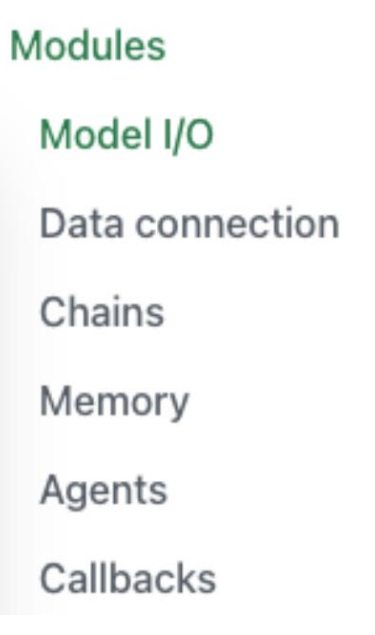 Modules
Model I/O
Data connection
Chains
Memory
Agents
Callbacks